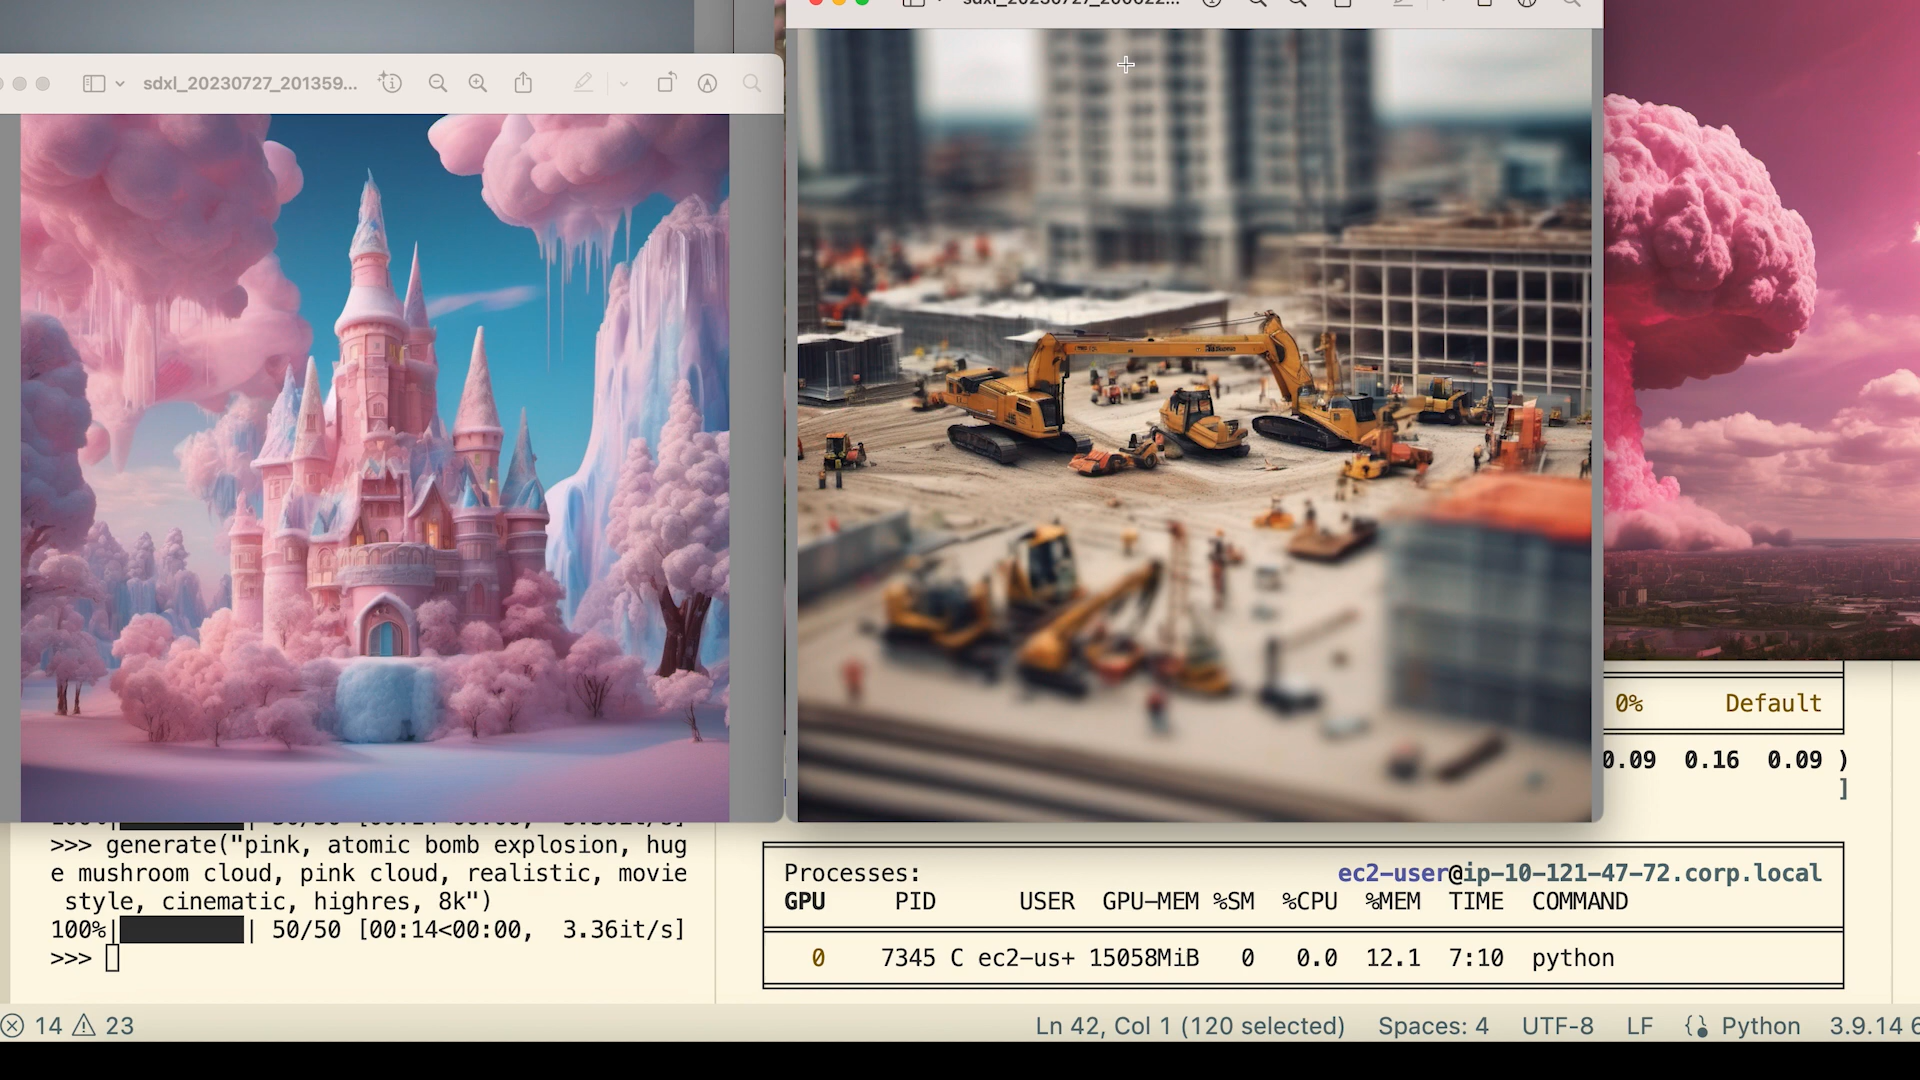 sdxl_20230727_201359...
0% Default
0.09 0.16 0.09 )
]
>>> generate("pink, atomic bomb explosion, hug
e mushroom cloud, pink cloud, realistic, movie
style, cinematic, highres, 8k")
100%| | 50/50 [00:14<00:00, 3.36it/s]
>>>
Processes: ec2-user@ip-10-121-47-72.corp.local
GPU PID USER GPU-MEM %SM %CPU %MEM TIME COMMAND
0 7345 C ec2-us+ 15058MiB 0 0.0 12.1 7:10 python
14 23 Ln 42, Col 1 (120 selected) Spaces: 4 UTF-8 LF Python 3.9.14